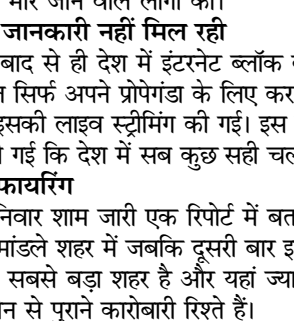 मार जाने वाले लोगों की।
जानकारी नहीं मिल रही
बाद से ही देश में इंटरनेट ब्लॉक
सिर्फ अपने प्रोपेगंडा के लिए कर
इसकी लाइव स्ट्रीमिंग की गई। इस
गई कि देश में सब कुछ सही चल
फायरिंग
निवार शाम जारी एक रिपोर्ट में बत
मांडले शहर में जबकि दूसरी बार इ
सबसे बड़ा शहर है और यहां ज्या
न से पुराने कारोबारी रिश्ते हैं।